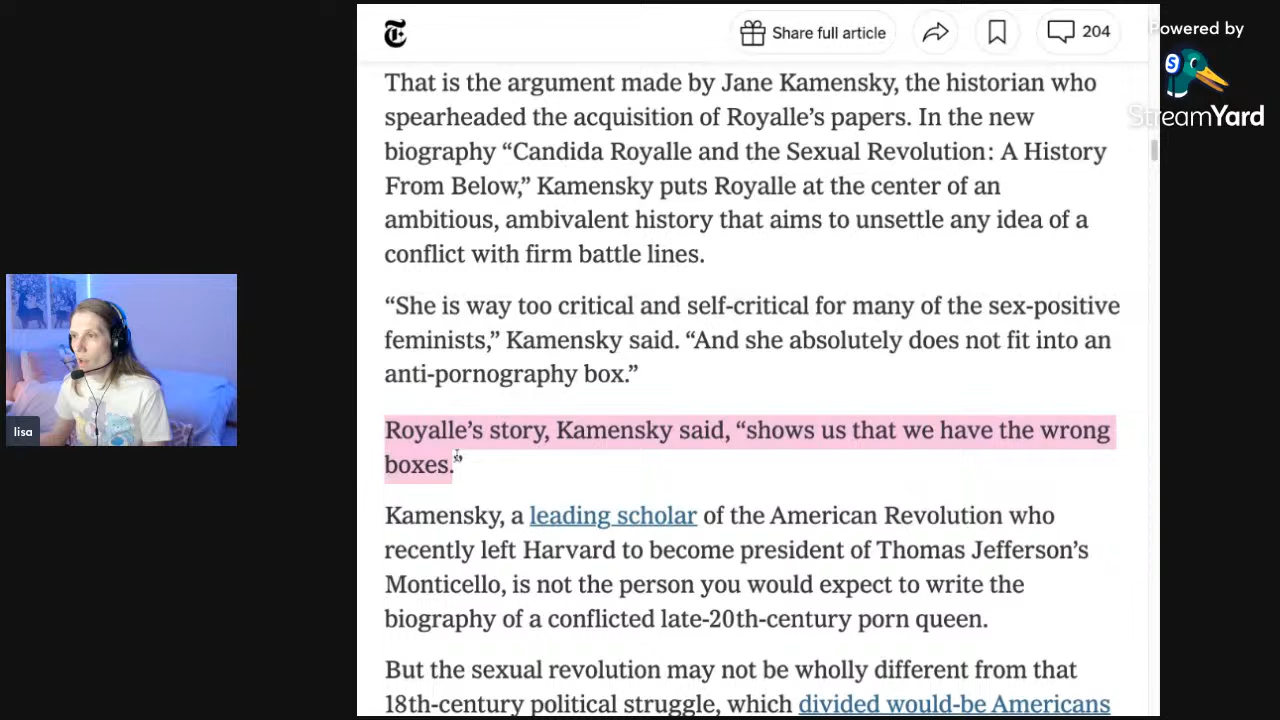 Share full article
204
Powered by
StreamYard
That is the argument made by Jane Kamensky, the historian who
spearheaded the acquisition of Royalle’s papers. In the new
biography “Candida Royalle and the Sexual Revolution: A History
From Below,” Kamensky puts Royalle at the center of an
ambitious, ambivalent history that aims to unsettle any idea of a
conflict with firm battle lines.
“She is way too critical and self-critical for many of the sex-positive
feminists,” Kamensky said. “And she absolutely does not fit into an
anti-pornography box.”
Royalle’s story, Kamensky said, “shows us that we have the wrong
boxes.”
lisa
Kamensky, a leading scholar of the American Revolution who
recently left Harvard to become president of Thomas Jefferson’s
Monticello, is not the person you would expect to write the
biography of a conflicted late-20th-century porn queen.
But the sexual revolution may not be wholly different from that
18th-century political struggle, which divided would-be Americans